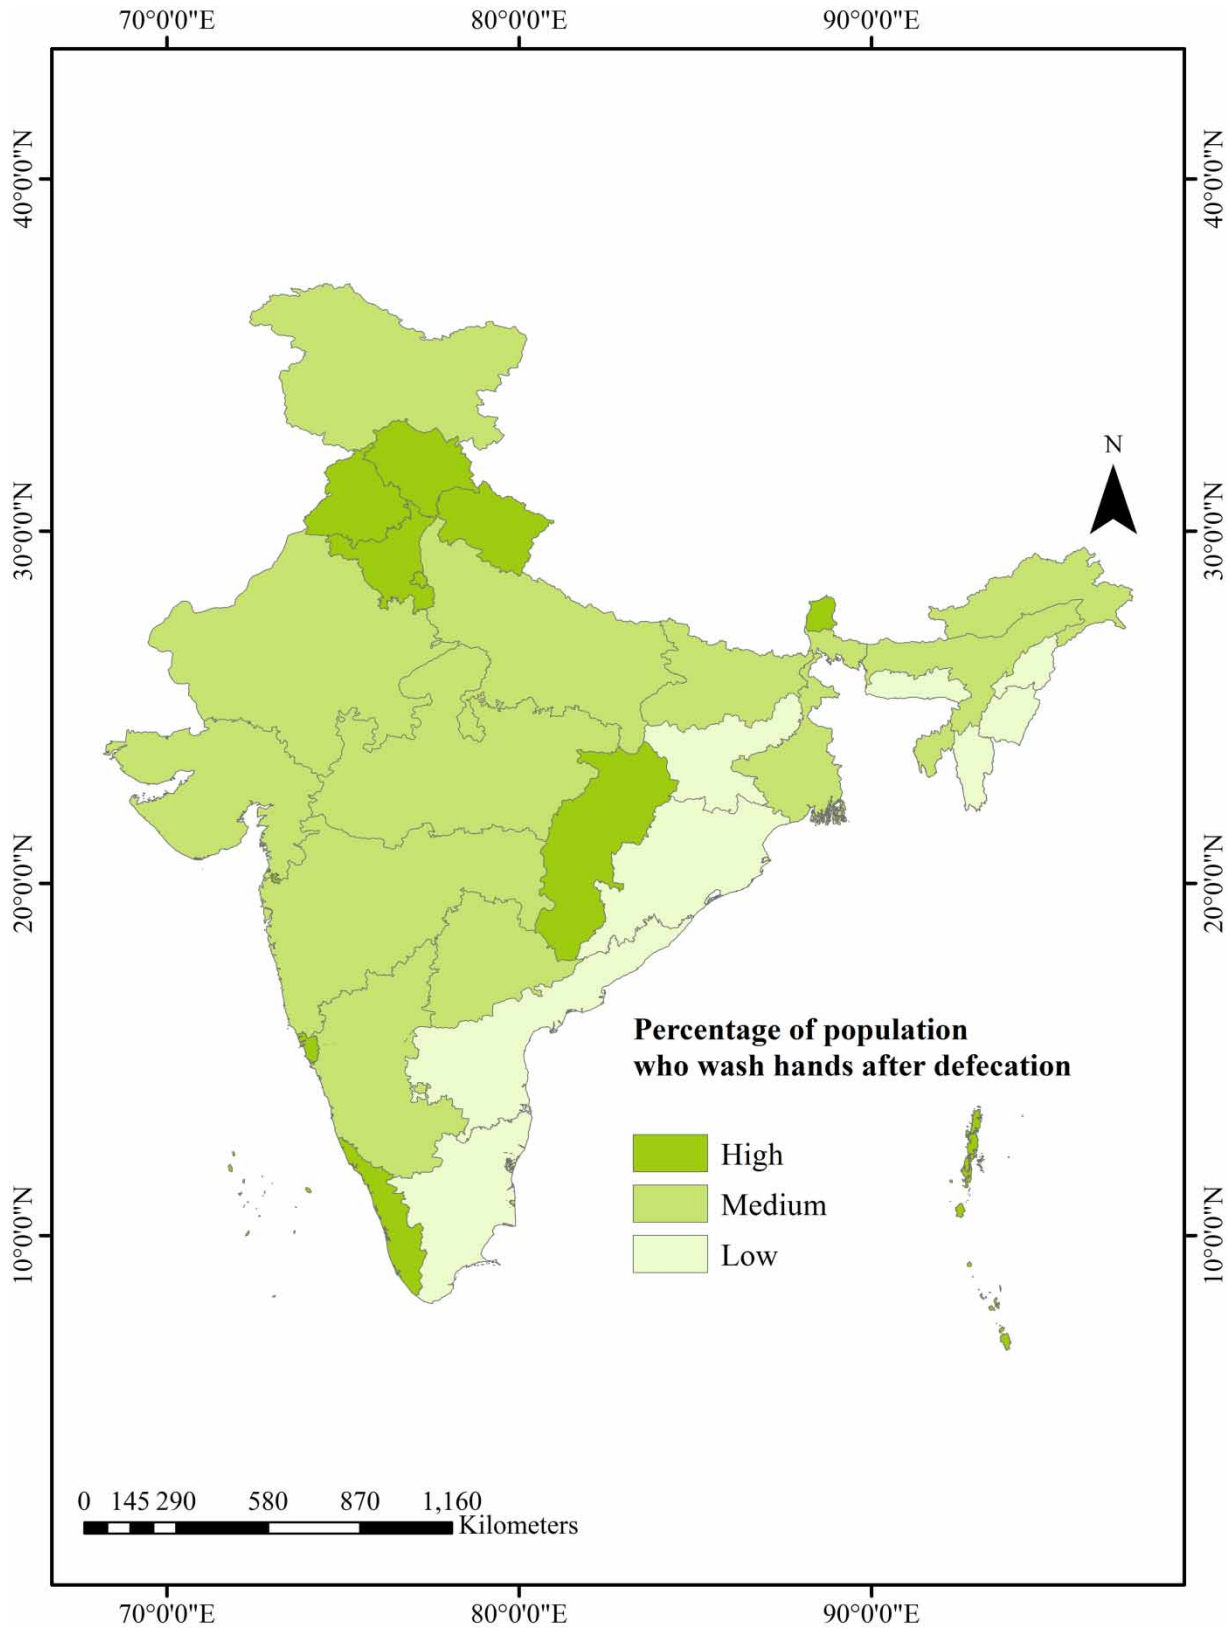 70°0'0"E 80°0'0"E 90°0'0"E
40°0'0"N 40°0'0"N
N
30°0'0"N 30°0'0"N
20°0'0"N 20°0'0"N
Percentage of population
who wash hands after defecation
High
Medium
Low
10°0'0"N 10°0'0"N
0 145 290 580 870 1,160
Kilometers
70°0'0"E 80°0'0"E 90°0'0"E